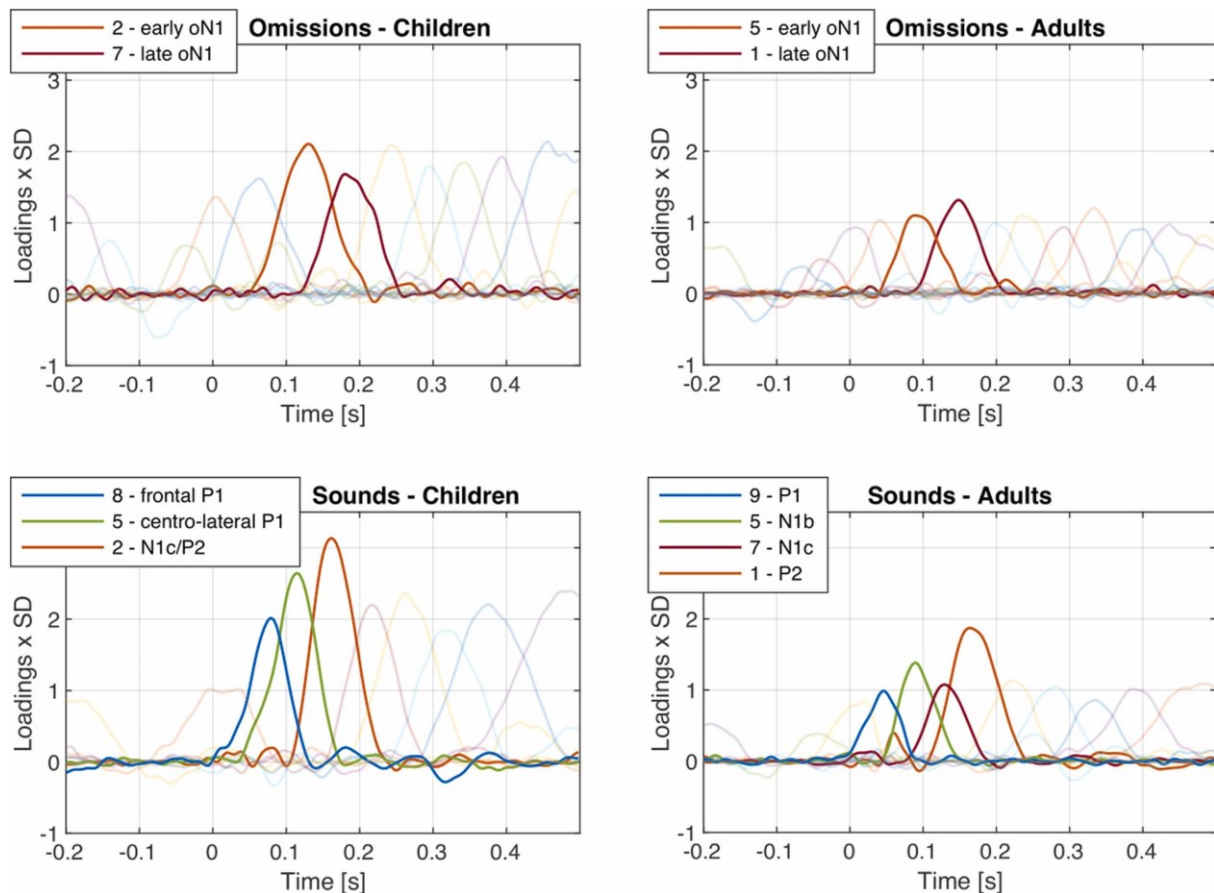 2 - early oN1
7 - late oN1
Omissions - Children
3
2
1
0
-1
Loadings x SD
-0.2 -0.1 0 0.1 0.2 0.3 0.4
Time [s]
5 - early oN1
1 - late oN1
Omissions - Adults
3
2
1
0
-1
Loadings x SD
-0.2 -0.1 0 0.1 0.2 0.3 0.4
Time [s]
8 - frontal P1
5 - centro-lateral P1
2 - N1c/P2
Sounds - Children
2
1
0
-1
Loadings x SD
-0.2 -0.1 0 0.1 0.2 0.3 0.4
Time [s]
9 - P1
5 - N1b
7 - N1c
1 - P2
Sounds - Adults
2
1
0
-1
Loadings x SD
-0.2 -0.1 0 0.1 0.2 0.3 0.4
Time [s]